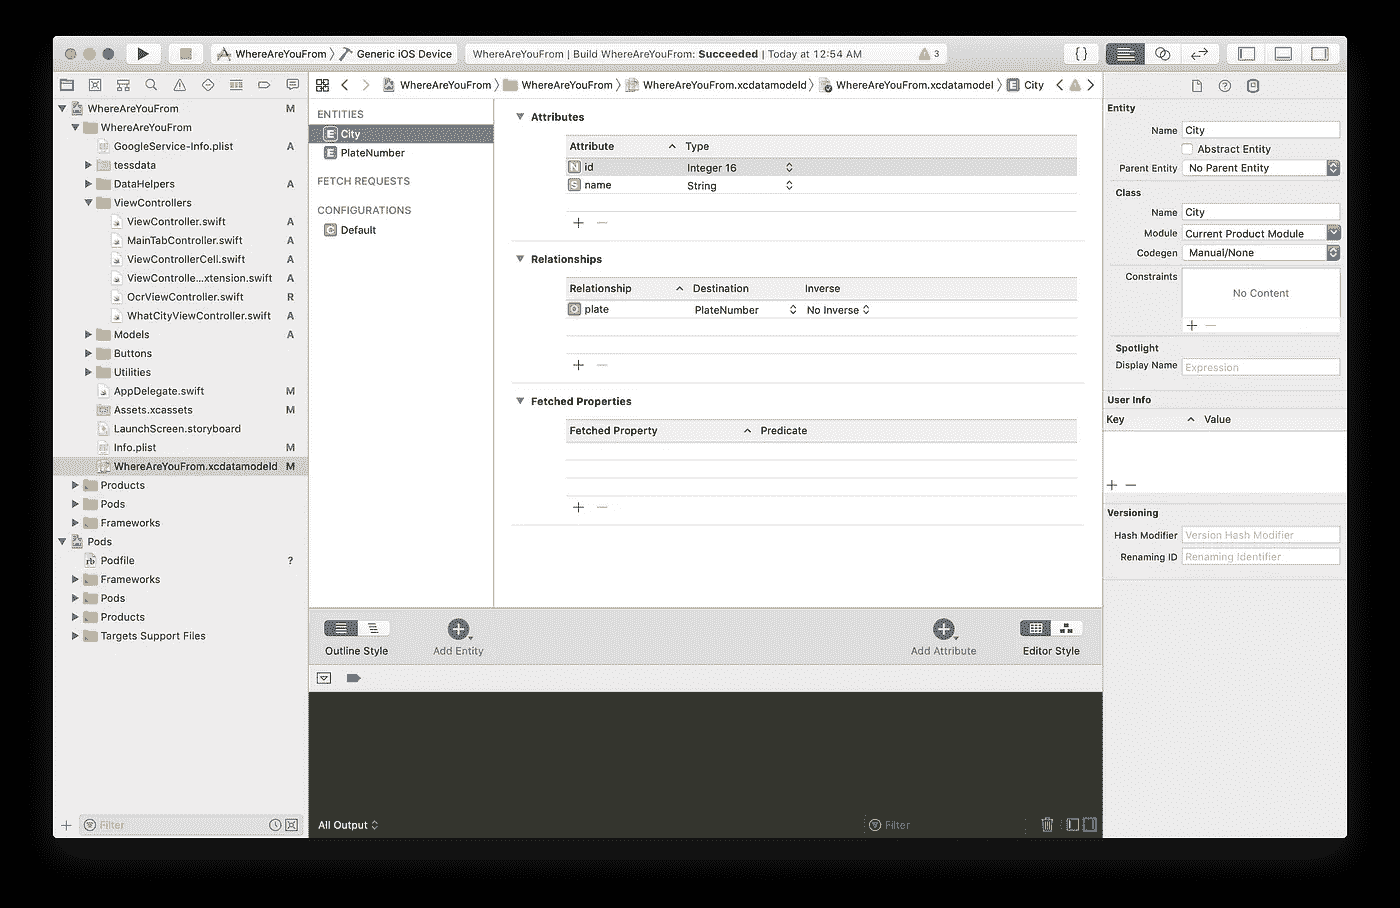 WhereAreYouFrom 〉 Generic iOS Device
WhereAreYouFrom | Build WhereAreYouFrom: Succeeded | Today at 12:54 AM
3
{ }
WhereAreYouFrom 〉 WhereAreYouFrom 〉 WhereAreYouFrom.xcdatamodeld 〉 WhereAreYouFrom.xcdatamodel 〉 E City
WhereAreYouFrom M
WhereAreYouFrom
GoogleService-Info.plist A
tessdata
DataHelpers A
ViewControllers
ViewController.swift A
MainTabController.swift A
ViewControllerCell.swift A
ViewControlle...xtension.swift A
OcrViewController.swift R
WhatCityViewController.swift A
Models A
Buttons
Utilities
AppDelegate.swift M
Assets.xcassets M
LaunchScreen.storyboard
Info.plist M
WhereAreYouFrom.xcdatamodeld M
Products
Pods
Frameworks
Pods
rb Podfile ?
Frameworks
Pods
Products
Targets Support Files
+ Filter
ENTITIES
E City
E PlateNumber
FETCH REQUESTS
CONFIGURATIONS
Default
Attributes
Attribute Type
N id Integer 16
S name String
+ −
Relationships
Relationship Destination Inverse
O plate PlateNumber No Inverse
+ −
Fetched Properties
Fetched Property Predicate
+ −
Outline Style Add Entity Add Attribute Editor Style
All Output Filter
Entity
Name City
Abstract Entity
Parent Entity No Parent Entity
Class
Name City
Module Current Product Module
Codegen Manual/None
Constraints
No Content
+ −
Spotlight
Display Name Expression
User Info
Key Value
+ −
Versioning
Hash Modifier Version Hash Modifier
Renaming ID Renaming Identifier